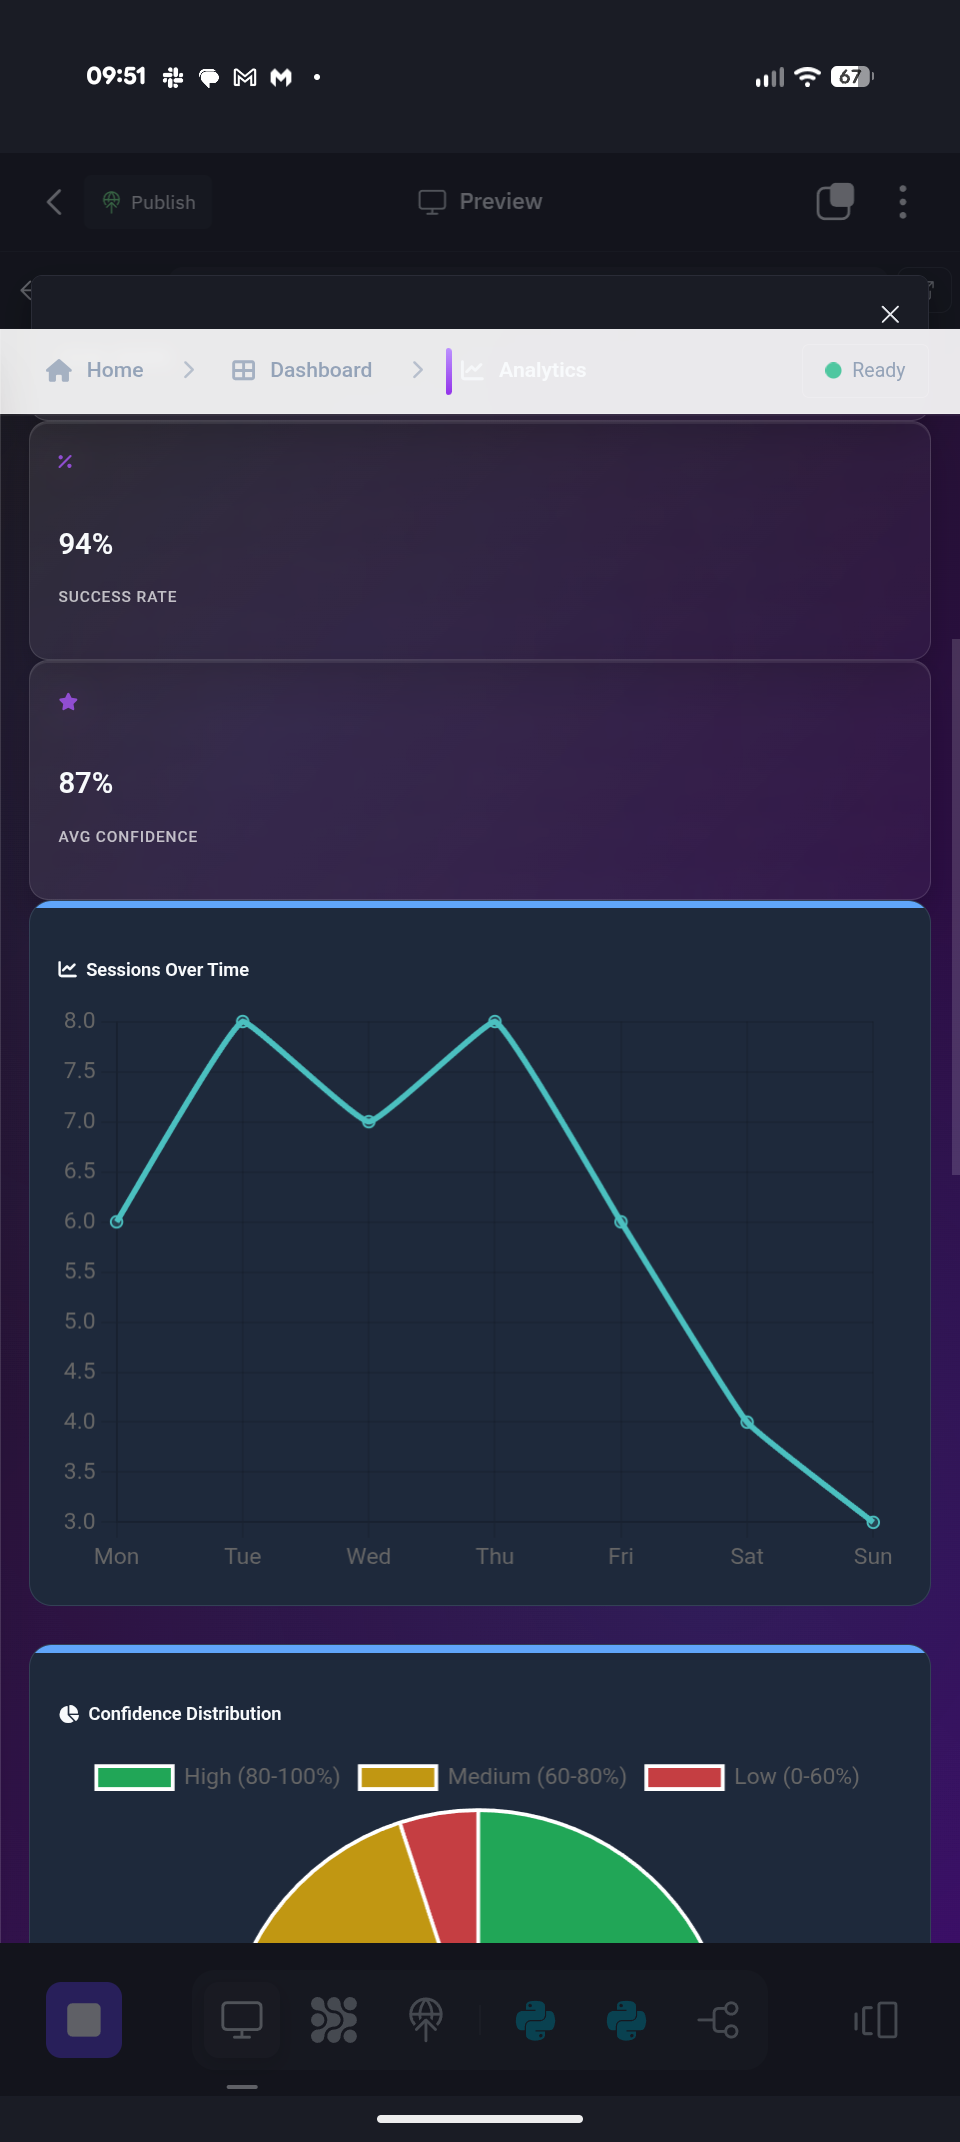 09:51
67
Publish
Preview
Home
Dashboard
Analytics
Ready
94%
SUCCESS RATE
87%
AVG CONFIDENCE
Sessions Over Time
8.0
7.5
7.0
6.5
6.0
5.5
5.0
4.5
4.0
3.5
3.0
Mon Tue Wed Thu Fri Sat Sun
Confidence Distribution
High (80-100%) Medium (60-80%) Low (0-60%)